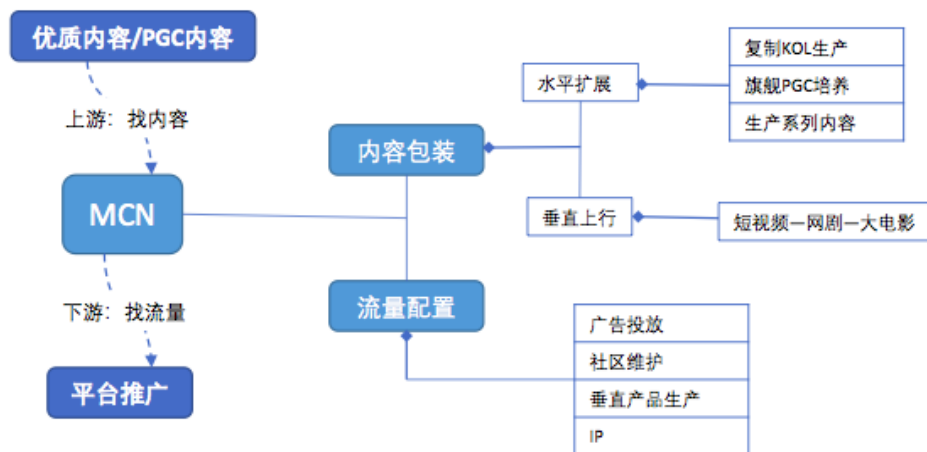 优质内容/PGC内容
上游：找内容
MCN
下游：找流量
平台推广
内容包装
流量配置
水平扩展
垂直上行
复制KOL生产
旗舰PGC培养
生产系列内容
短视频—网剧—大电影
广告投放
社区维护
垂直产品生产
IP